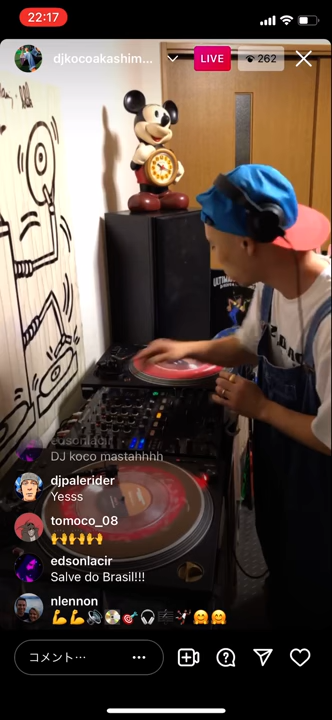 22:17
djkocoakashim...
LIVE
262
edsonlacir
DJ koco mastahhhh
djpalerider
Yesss
tomoco_08
🙌🙌🙌🙌
edsonlacir
Salve do Brasil!!!
nlennon
コメント…